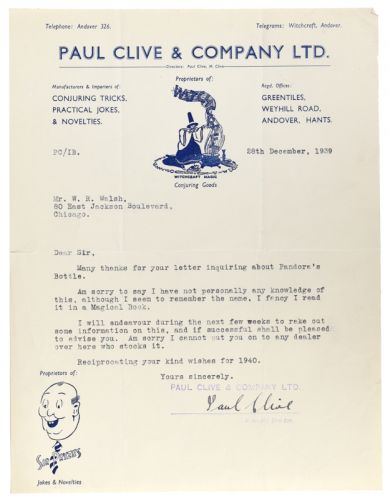 Telephone: Andover 326.
Telegrams: Witchcraft, Andover.
PAUL CLIVE & COMPANY LTD.
Directors: Paul Clive, M. Clive
Manufacturers & Importers of:
CONJURING TRICKS,
PRACTICAL JOKES,
& NOVELTIES.
Proprietors of:
WITCHCRAFT MAGIC
Conjuring Goods
Regd. Offices:
GREENTILES,
WEYHILL ROAD,
ANDOVER, HANTS.
PC/IB.
28th December, 1939
Mr. W. R. Walsh,
80 East Jackson Boulevard,
Chicago.
Dear Sir,
Many thanks for your letter inquiring about Pandora's
Bottle.
Am sorry to say I have not personally any knowledge of
this, although I seem to remember the name, I fancy I read
it in a Magical Book.
I will endeavour during the next few weeks to rake out
some information on this, and if successful shall be pleased
to advise you. Am sorry I cannot put you on to any dealer
over here who stocks it.
Reciprocating your kind wishes for 1940.
Yours sincerely.
PAUL CLIVE & COMPANY LTD.
Paul Clive
Proprietors of:
Jokes & Novelties